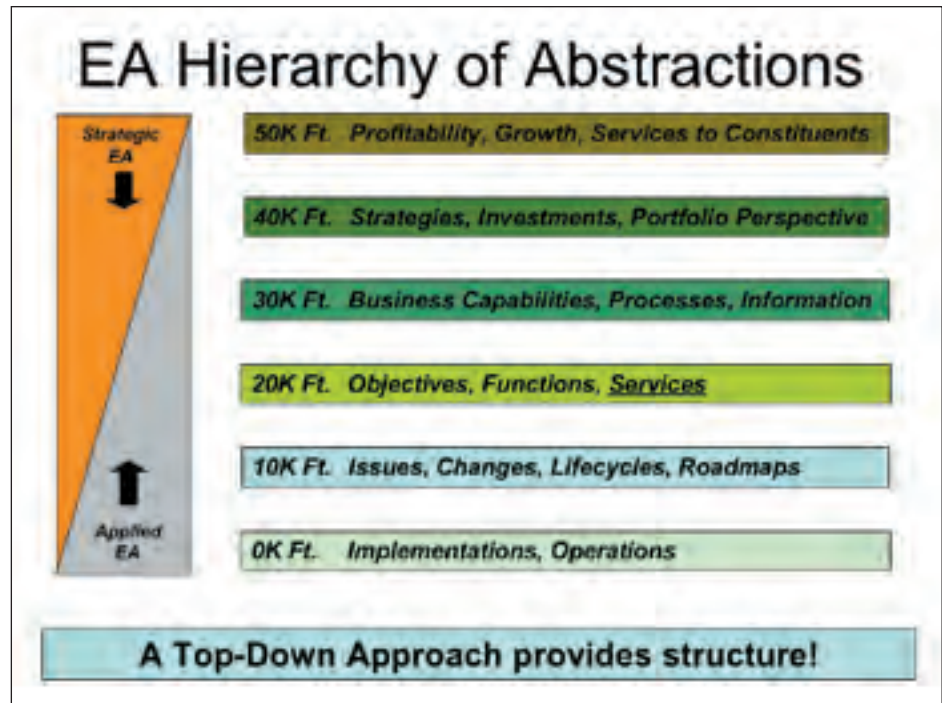 EA Hierarchy of Abstractions
Strategic
EA
50K Ft. Profitability, Growth, Services to Constituents
40K Ft. Strategies, Investments, Portfolio Perspective
30K Ft. Business Capabilities, Processes, Information
20K Ft. Objectives, Functions, Services
10K Ft. Issues, Changes, Lifecycles, Roadmaps
Applied
EA
0K Ft. Implementations, Operations
A Top-Down Approach provides structure!